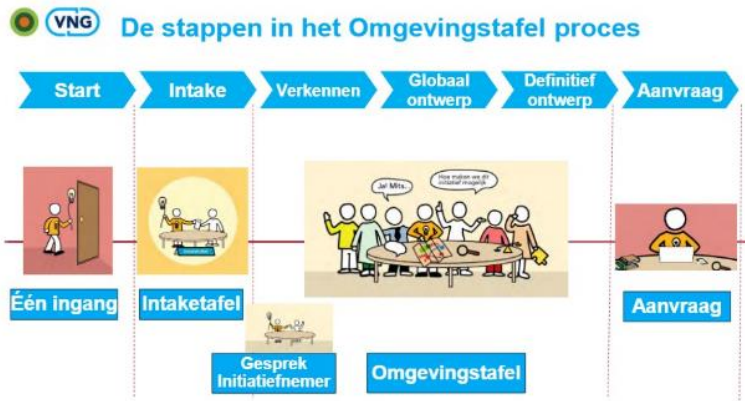 VNG
De stappen in het Omgevingstafel proces
Start
Intake
Verkennen
Globaal
ontwerp
Definitief
ontwerp
Aanvraag
Ja! Mits..
Hoe maken we dit
initiatief mogelijk
Één ingang
Intaketafel
Gesprek
Initiatiefnemer
Omgevingstafel
Aanvraag